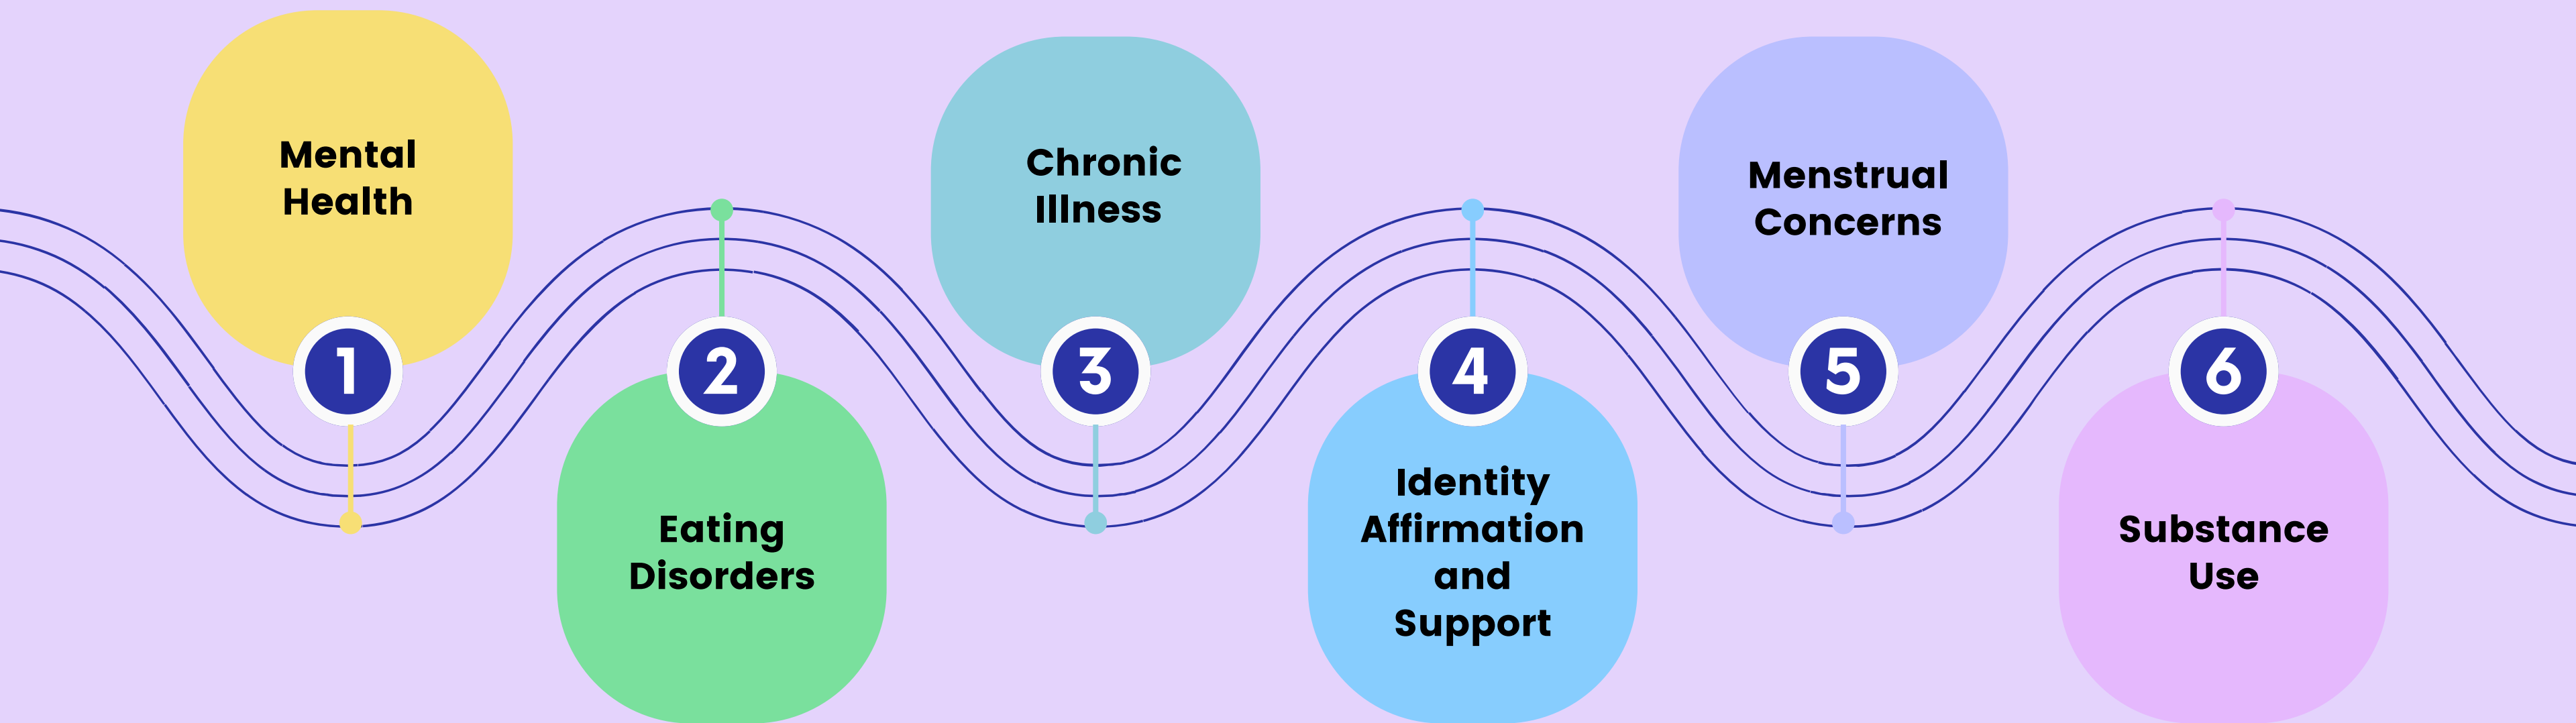 Mental
Health
1
2
Eating
Disorders
Chronic
Illness
3
4
Identity
Affirmation
and
Support
Menstrual
Concerns
5
6
Substance
Use